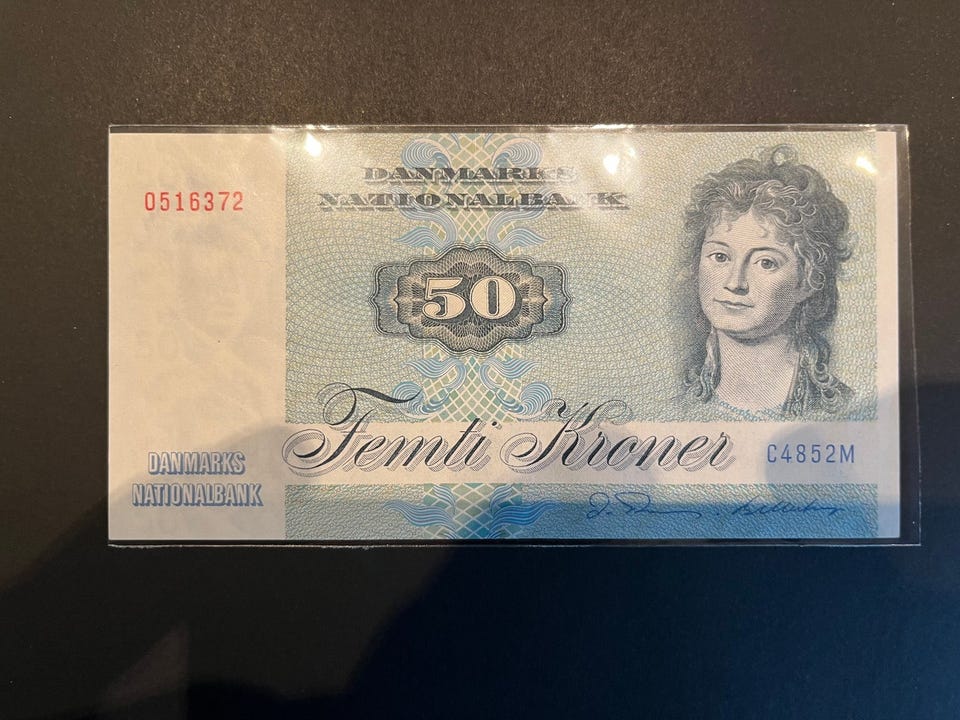 0516372
DANMARKS
NATIONALBANK
50
Femti Kroner
C4852M
DANMARKS
NATIONALBANK